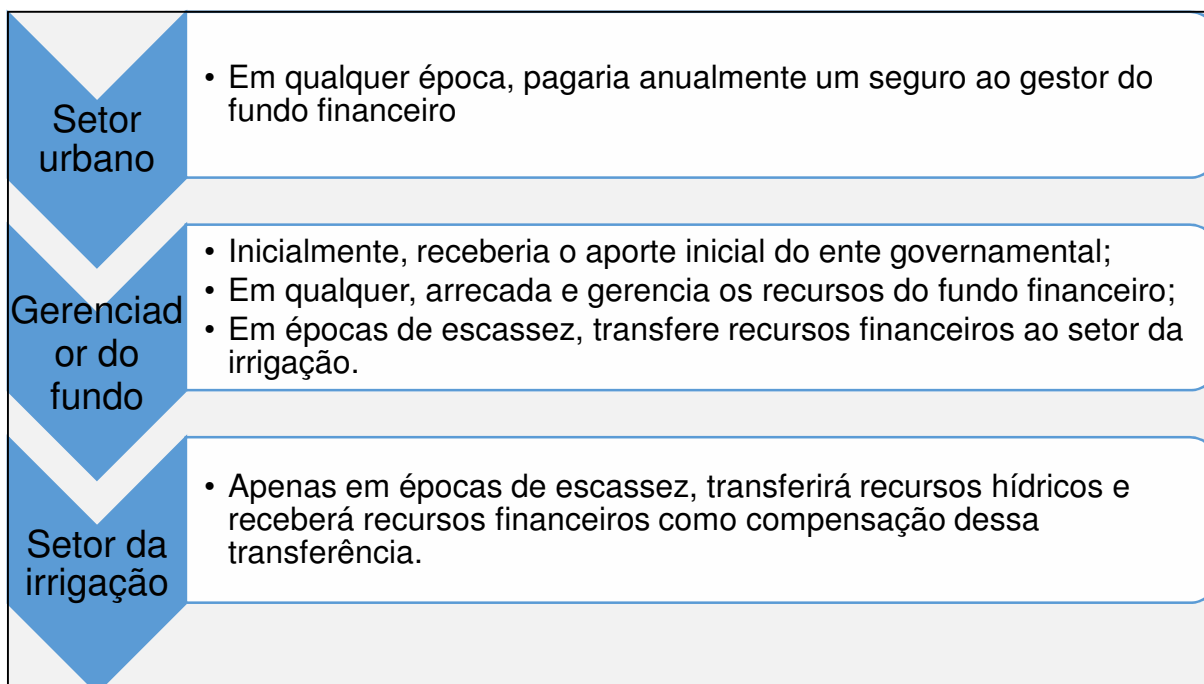 Setor
urbano
• Em qualquer época, pagaria anualmente um seguro ao gestor do
fundo financeiro
Gerenciad
or do
fundo
• Inicialmente, receberia o aporte inicial do ente governamental;
• Em qualquer, arrecada e gerencia os recursos do fundo financeiro;
• Em épocas de escassez, transfere recursos financeiros ao setor da
irrigação.
Setor da
irrigação
• Apenas em épocas de escassez, transferirá recursos hídricos e
receberá recursos financeiros como compensação dessa
transferência.